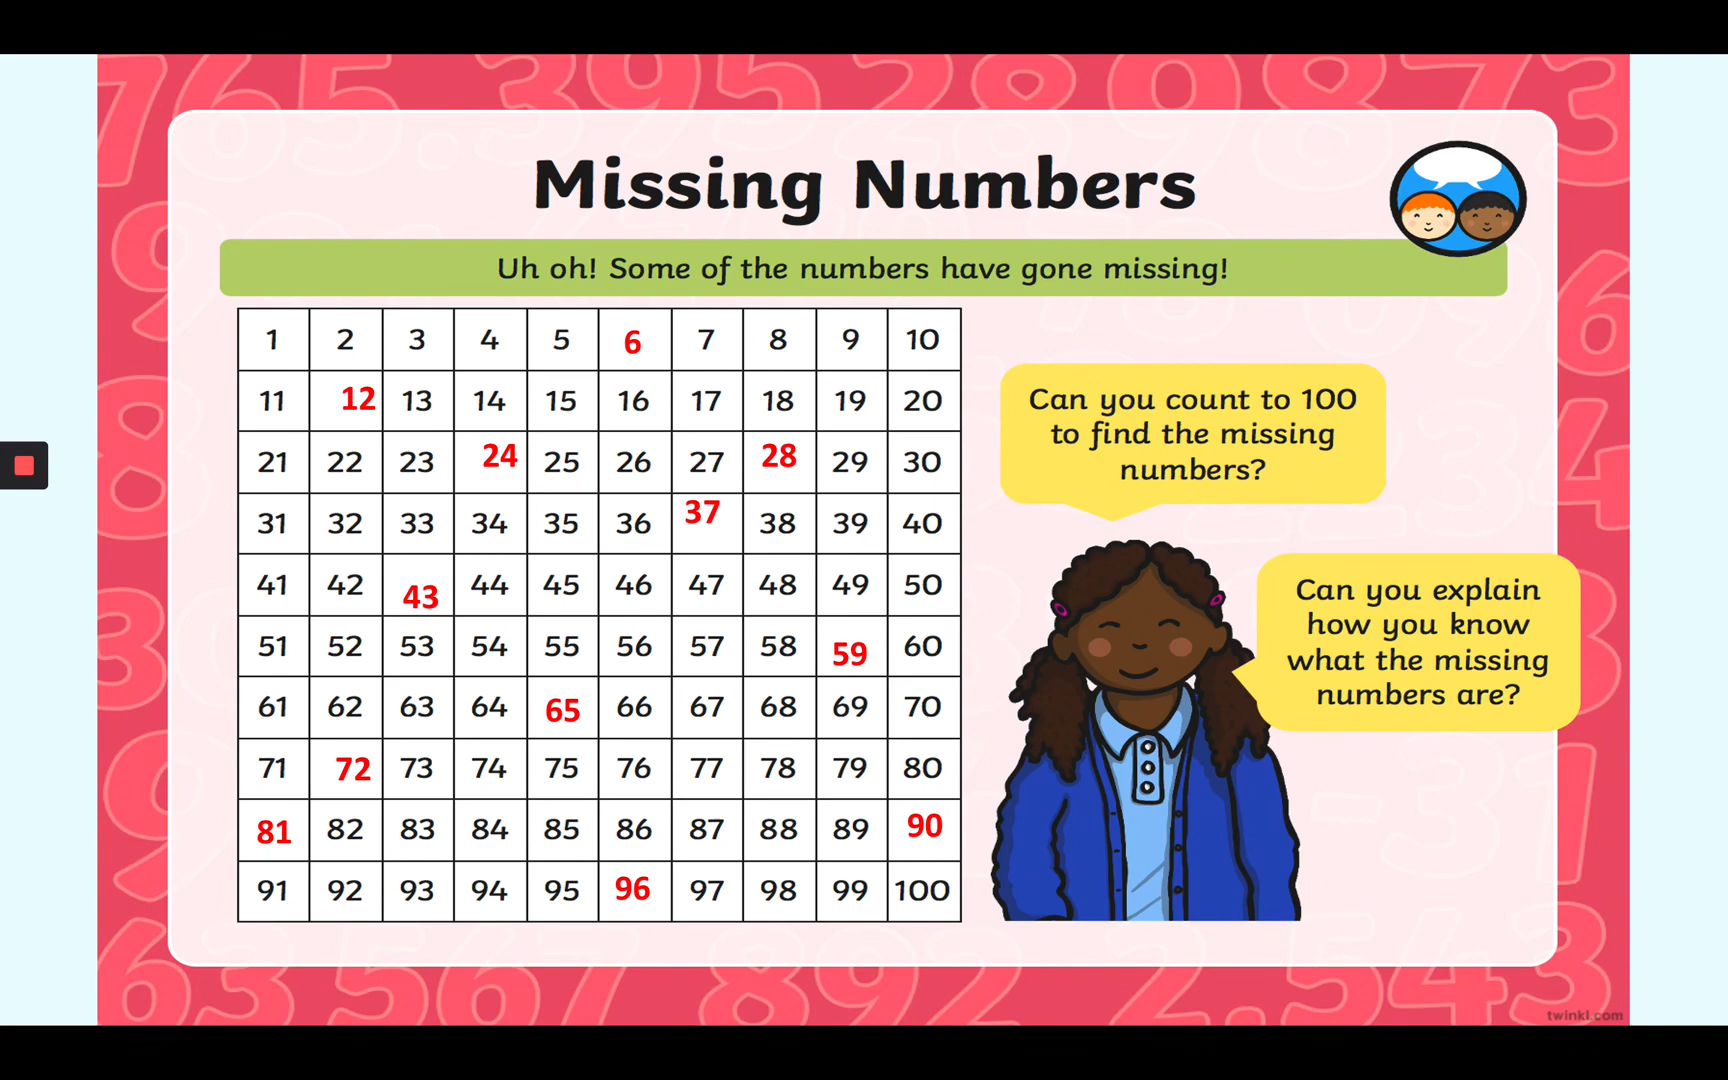 Missing Numbers
Uh oh! Some of the numbers have gone missing!
1 2 3 4 5 6 7 8 9 10
11 12 13 14 15 16 17 18 19 20
21 22 23 24 25 26 27 28 29 30
31 32 33 34 35 36 37 38 39 40
41 42 43 44 45 46 47 48 49 50
51 52 53 54 55 56 57 58 59 60
61 62 63 64 65 66 67 68 69 70
71 72 73 74 75 76 77 78 79 80
81 82 83 84 85 86 87 88 89 90
91 92 93 94 95 96 97 98 99 100
Can you count to 100
to find the missing
numbers?
Can you explain
how you know
what the missing
numbers are?
twinkl.com